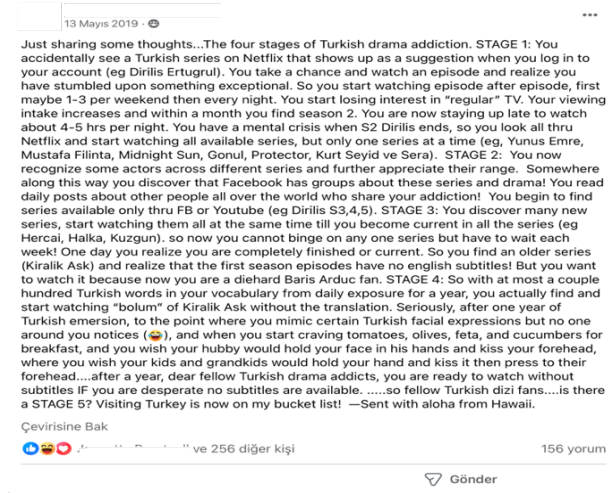 13 Mayıs 2019 ·
Just sharing some thoughts...The four stages of Turkish drama addiction. STAGE 1: You
accidentally see a Turkish series on Netflix that shows up as a suggestion when you log in to
your account (eg Dirilis Ertugrul). You take a chance and watch an episode and realize you
have stumbled upon something exceptional. So you start watching episode after episode, first
maybe 1-3 per weekend then every night. You start losing interest in “regular” TV. Your viewing
intake increases and within a month you find season 2. You are now staying up late to watch
about 4-5 hrs per night. You have a mental crisis when S2 Dirilis ends, so you look all thru
Netflix and start watching all available series, but only one series at a time (eg, Yunus Emre,
Mustafa Filinta, Midnight Sun, Gonul, Protector, Kurt Seyid ve Sera). STAGE 2: You now
recognize some actors across different series and further appreciate their range. Somewhere
along this way you discover that Facebook has groups about these series and drama! You read
daily posts about other people all over the world who share your addiction! You begin to find
series available only thru FB or Youtube (eg Dirilis S3,4,5). STAGE 3: You discover many new
series, start watching them all at the same time till you become current in all the series (eg
Hercai, Halka, Kuzgun). so now you cannot binge on any one series but have to wait each
week! One day you realize you are completely finished or current. So you find an older series
(Kiralik Ask) and realize that the first season episodes have no english subtitles! But you want
to watch it because now you are a diehard Baris Arduc fan. STAGE 4: So with at most a couple
hundred Turkish words in your vocabulary from daily exposure for a year, you actually find and
start watching “bolum” of Kiralik Ask without the translation. Seriously, after one year of
Turkish emersion, to the point where you mimic certain Turkish facial expressions but no one
around you notices (😂), and when you start craving tomatoes, olives, feta, and cucumbers for
breakfast, and you wish your hubby would hold your face in his hands and kiss your forehead,
where you wish your kids and grandkids would hold your hand and kiss it then press to their
forehead....after a year, dear fellow Turkish drama addicts, you are ready to watch without
subtitles IF you are desperate no subtitles are available. .....so fellow Turkish dizi fans....is there
a STAGE 5? Visiting Turkey is now on my bucket list! —Sent with aloha from Hawaii.
Çevirisine Bak
ve 256 diğer kişi
156 yorum
Gönder